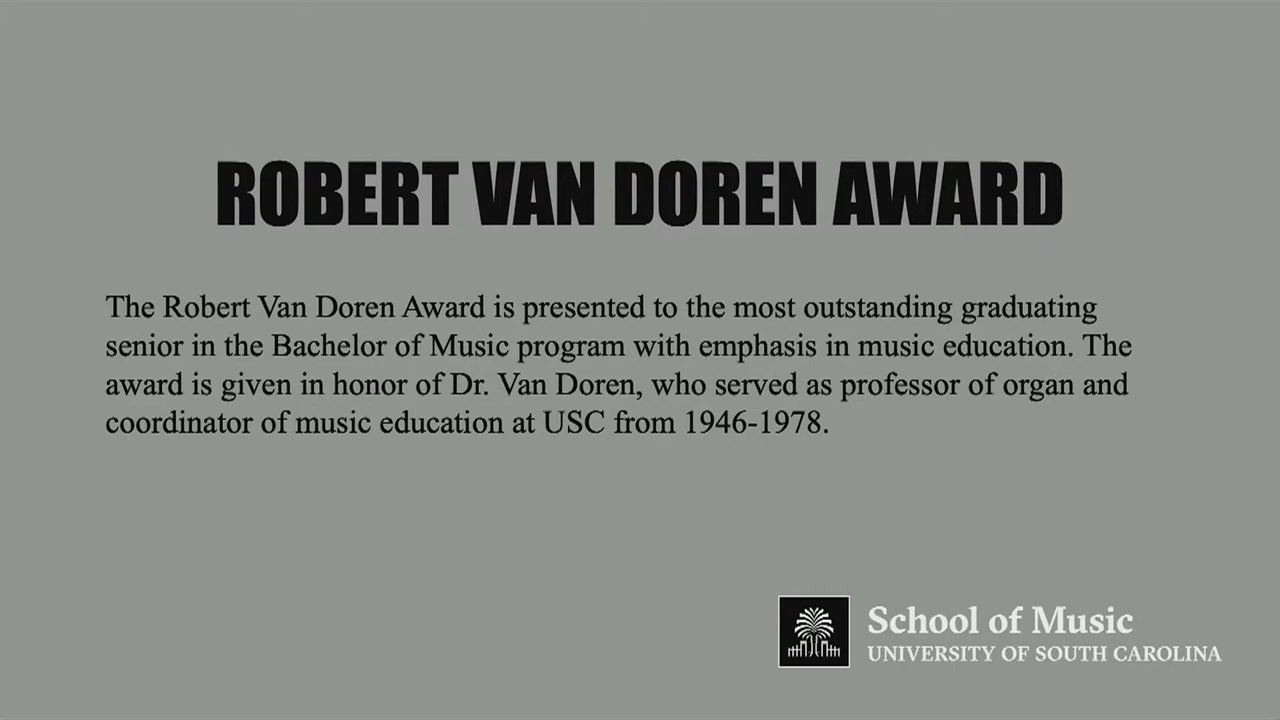 ROBERT VAN DOREN AWARD
The Robert Van Doren Award is presented to the most outstanding graduating
senior in the Bachelor of Music program with emphasis in music education. The
award is given in honor of Dr. Van Doren, who served as professor of organ and
coordinator of music education at USC from 1946-1978.
School of Music
UNIVERSITY OF SOUTH CAROLINA